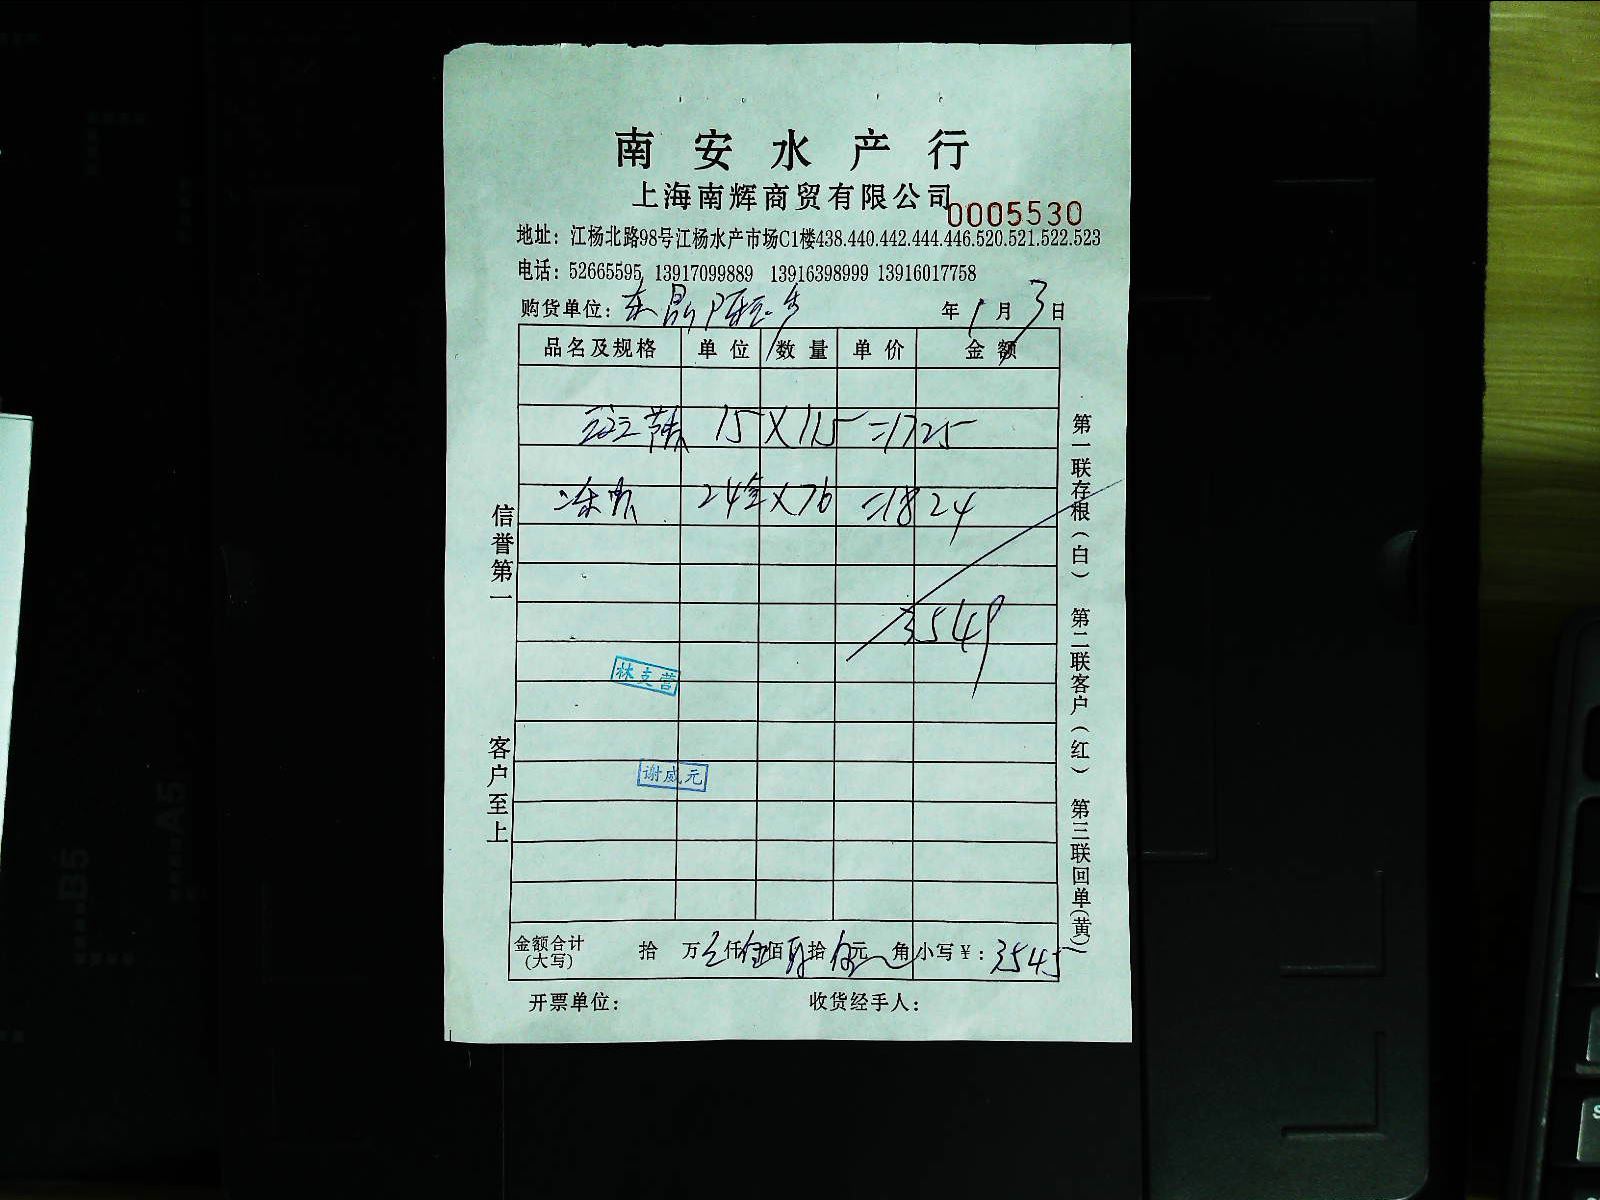 南安水产行
上海南辉商贸有限公司
0005530
地址：江杨北路98号江杨水产市场C1楼438.440.442.444.446.520.521.522.523
电话：52665595 13917099889 13916398999 13916017758
购货单位： 年1月3日
品名及规格 单位 数量 单价 金额
15 X 115 =1725
24 X 76 =1824
3549
林支营
谢威元
金额合计（大写） 拾 万 仟伍佰 拾 元 角 小写¥：3545
开票单位： 收货经手人：
信誉第一 客户至上
第一联存根（白） 第二联客户（红） 第三联回单（黄）
B5
A5